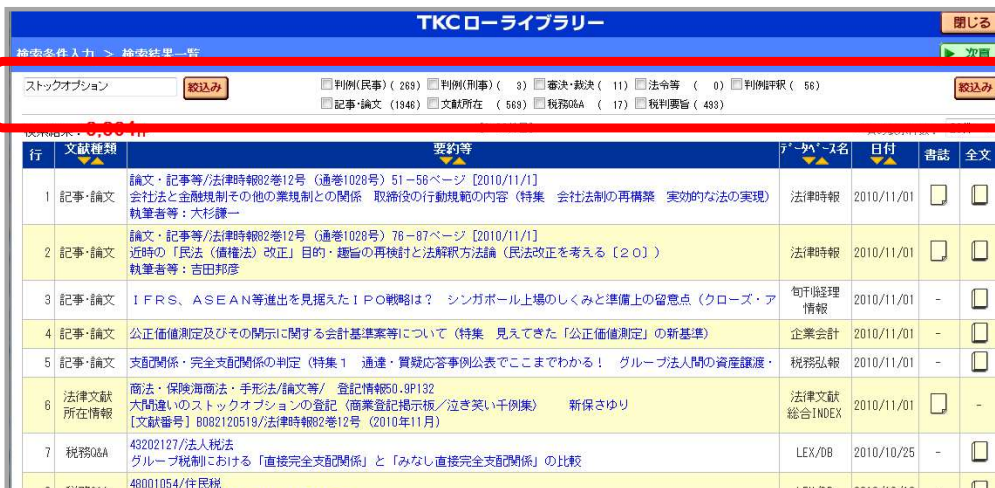 TKCローライブラリー
閉じる
検索条件入力 > 検索結果一覧
次頁
ストックオプション
絞込み
判例(民事)( 269) 判例(刑事)( 3) 審決・裁決( 11) 法令等 ( 0) 判例評釈( 56)
記事・論文 (1946) 文献所在 ( 569) 税務Q&A ( 17) 税判要旨( 493)
絞込み
行 文献種類 要約等 データベース名 日付 書誌 全文
論文・記事等/法律時報82巻12号 (通巻1028号) 51-56ページ [2010/11/1]
1 記事・論文 会社法と金融規制その他の業規制との関係 取締役の行動規範の内容 (特集 会社法制の再構築 実効的な法の実現) 法律時報 2010/11/01
執筆者等：大杉謙一
論文・記事等/法律時報82巻12号 (通巻1028号) 76-87ページ [2010/11/1]
2 記事・論文 近時の「民法(債権法)改正」目的・趣旨の再検討と法解釈方法論 (民法改正を考える [20]) 法律時報 2010/11/01
執筆者等：吉田邦彦
3 記事・論文 IFRS、ASEAN等進出を見据えたIPO戦略は? シンガポール上場のしくみと準備上の留意点 (クローズ・ア 旬刊経理情報 2010/11/01 -
4 記事・論文 公正価値測定及びその開示に関する会計基準案等について (特集 見えてきた「公正価値測定」の新基準) 企業会計 2010/11/01 -
5 記事・論文 支配関係・完全支配関係の判定 (特集1 通達・質疑応答事例公表でここまでわかる! グループ法人間の資産譲渡・ 税務弘報 2010/11/01 -
商法・保険海商法・手形法/論文等/ 登記情報50.9P132
6 法律文献所在情報 大間違いのストックオプションの登記 (商業登記掲示板/泣き笑い千例集) 新保さゆり 法律文献総合INDEX 2010/11/01 -
[文献番号] B082120519/法律時報82巻12号 (2010年11月)
43202127/法人税法
7 税務Q&A グループ税制における「直接完全支配関係」と「みなし直接完全支配関係」の比較 LEX/DB 2010/10/25 -
48001054/住民税